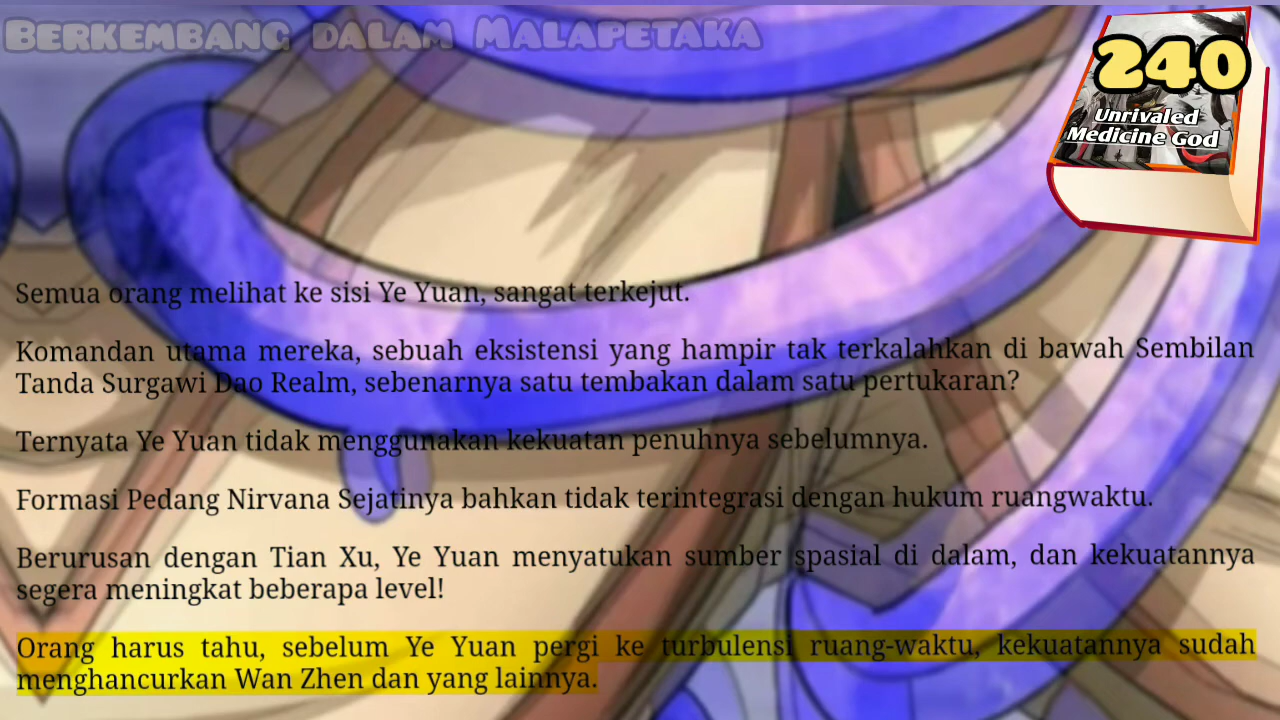 Berkembang dalam Malapetaka
240
Unrivaled
Medicine God
Semua orang melihat ke sisi Ye Yuan, sangat terkejut.
Komandan utama mereka, sebuah eksistensi yang hampir tak terkalahkan di bawah Sembilan
Tanda Surgawi Dao Realm, sebenarnya satu tembakan dalam satu pertukaran?
Ternyata Ye Yuan tidak menggunakan kekuatan penuhnya sebelumnya.
Formasi Pedang Nirvana Sejatinya bahkan tidak terintegrasi dengan hukum ruangwaktu.
Berurusan dengan Tian Xu, Ye Yuan menyatukan sumber spasial di dalam, dan kekuatannya
segera meningkat beberapa level!
Orang harus tahu, sebelum Ye Yuan pergi ke turbulensi ruang-waktu, kekuatannya sudah
menghancurkan Wan Zhen dan yang lainnya.